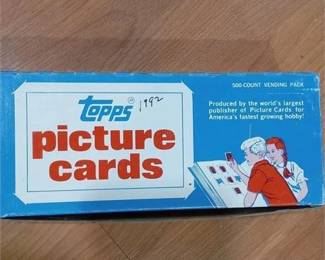 500-COUNT VENDING PACK
Topps 1992
picture
cards
Produced by the world's largest
publisher of Picture Cards for
America's fastest growing hobby!